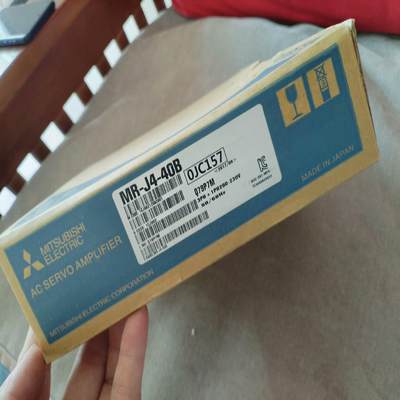 MITSUBISHI
ELECTRIC
AC SERVO AMPLIFIER
MITSUBISHI ELECTRIC CORPORATION
MR-J4-40B
0JC157
MADE IN JAPAN